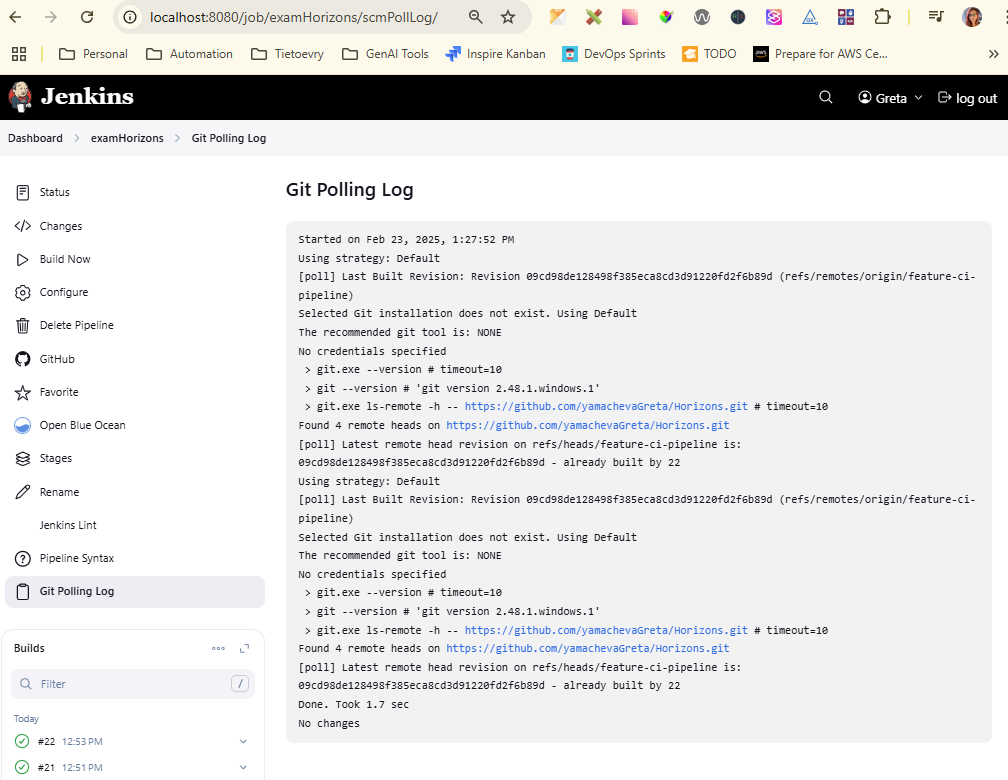 localhost:8080/job/examHorizons/scmPollLog/
Personal
Automation
Tietoevry
GenAI Tools
Inspire Kanban
DevOps Sprints
TODO
aws
Prepare for AWS Ce...
Jenkins
Greta
log out
Dashboard > examHorizons > Git Polling Log
Status
Changes
Build Now
Configure
Delete Pipeline
GitHub
Favorite
Open Blue Ocean
Stages
Rename
Jenkins Lint
Pipeline Syntax
Git Polling Log
Builds
Filter
/
Today
#22 12:53 PM
#21 12:51 PM
Git Polling Log
Started on Feb 23, 2025, 1:27:52 PM
Using strategy: Default
[poll] Last Built Revision: Revision 09cd98de128498f385eca8cd3d91220fd2f6b89d (refs/remotes/origin/feature-ci-
pipeline)
Selected Git installation does not exist. Using Default
The recommended git tool is: NONE
No credentials specified
> git.exe --version # timeout=10
> git --version # 'git version 2.48.1.windows.1'
> git.exe ls-remote -h -- https://github.com/yamachevaGreta/Horizons.git # timeout=10
Found 4 remote heads on https://github.com/yamachevaGreta/Horizons.git
[poll] Latest remote head revision on refs/heads/feature-ci-pipeline is:
09cd98de128498f385eca8cd3d91220fd2f6b89d - already built by 22
Using strategy: Default
[poll] Last Built Revision: Revision 09cd98de128498f385eca8cd3d91220fd2f6b89d (refs/remotes/origin/feature-ci-
pipeline)
Selected Git installation does not exist. Using Default
The recommended git tool is: NONE
No credentials specified
> git.exe --version # timeout=10
> git --version # 'git version 2.48.1.windows.1'
> git.exe ls-remote -h -- https://github.com/yamachevaGreta/Horizons.git # timeout=10
Found 4 remote heads on https://github.com/yamachevaGreta/Horizons.git
[poll] Latest remote head revision on refs/heads/feature-ci-pipeline is:
09cd98de128498f385eca8cd3d91220fd2f6b89d - already built by 22
Done. Took 1.7 sec
No changes